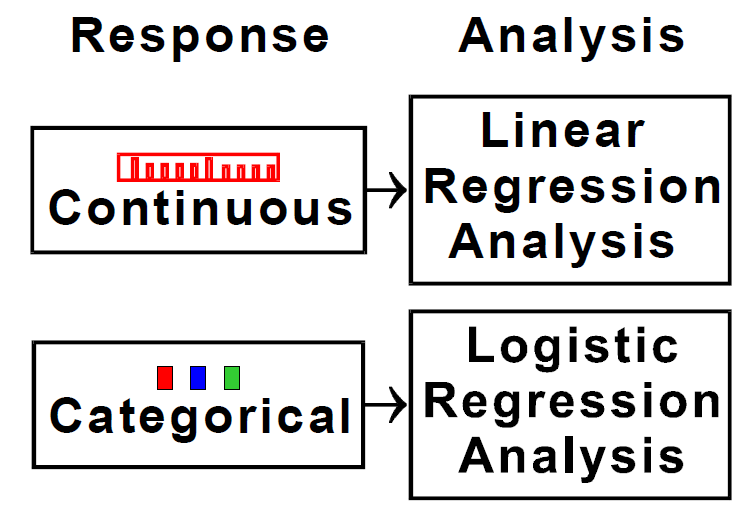 Response Analysis
Continuous
Linear
Regression
Analysis
Categorical
Logistic
Regression
Analysis